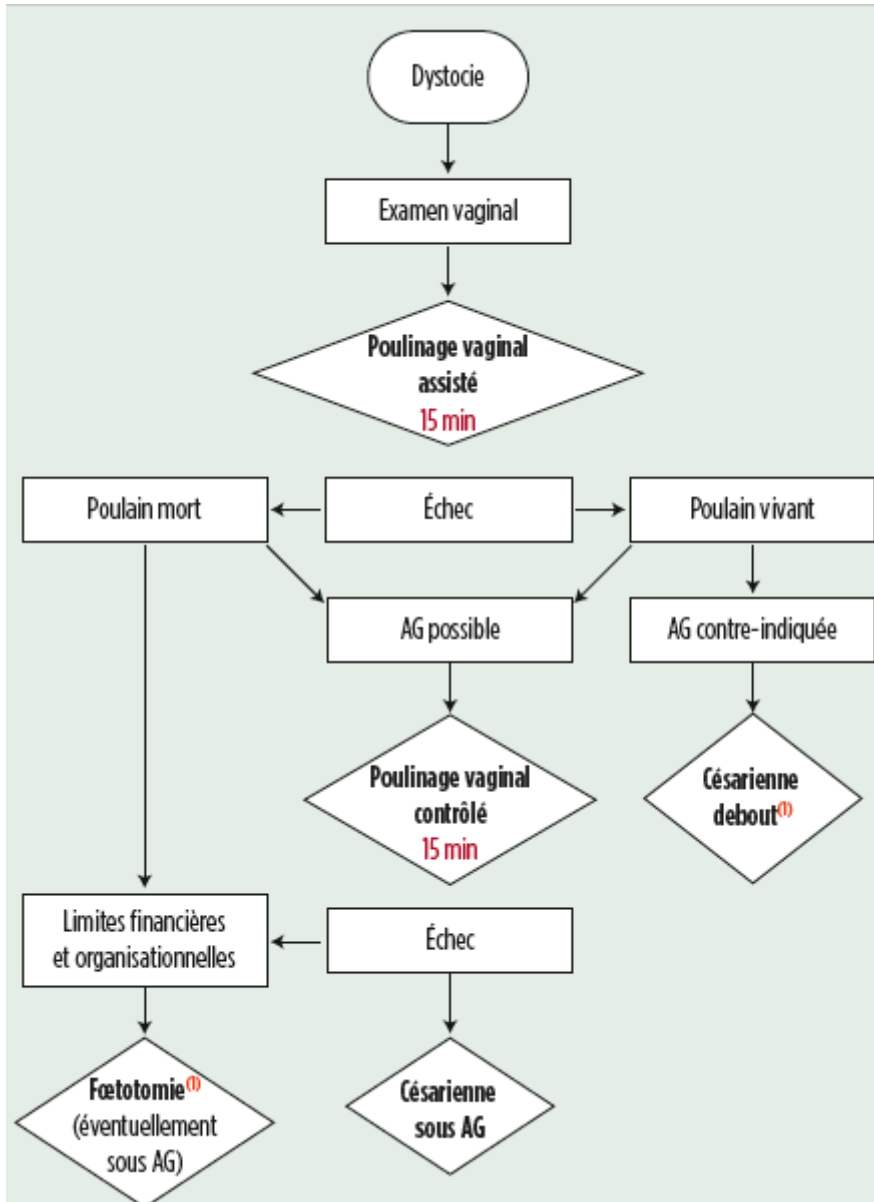 Dystocie
Examen vaginal
Poulinage vaginal
assisté
15 min
Poulain mort
Échec
Poulain vivant
AG possible
AG contre-indiquée
Poulinage vaginal
contrôlé
15 min
Césarienne
debout(1)
Limites financières
et organisationnelles
Échec
Fœtotomie(1)
(éventuellement
sous AG)
Césarienne
sous AG